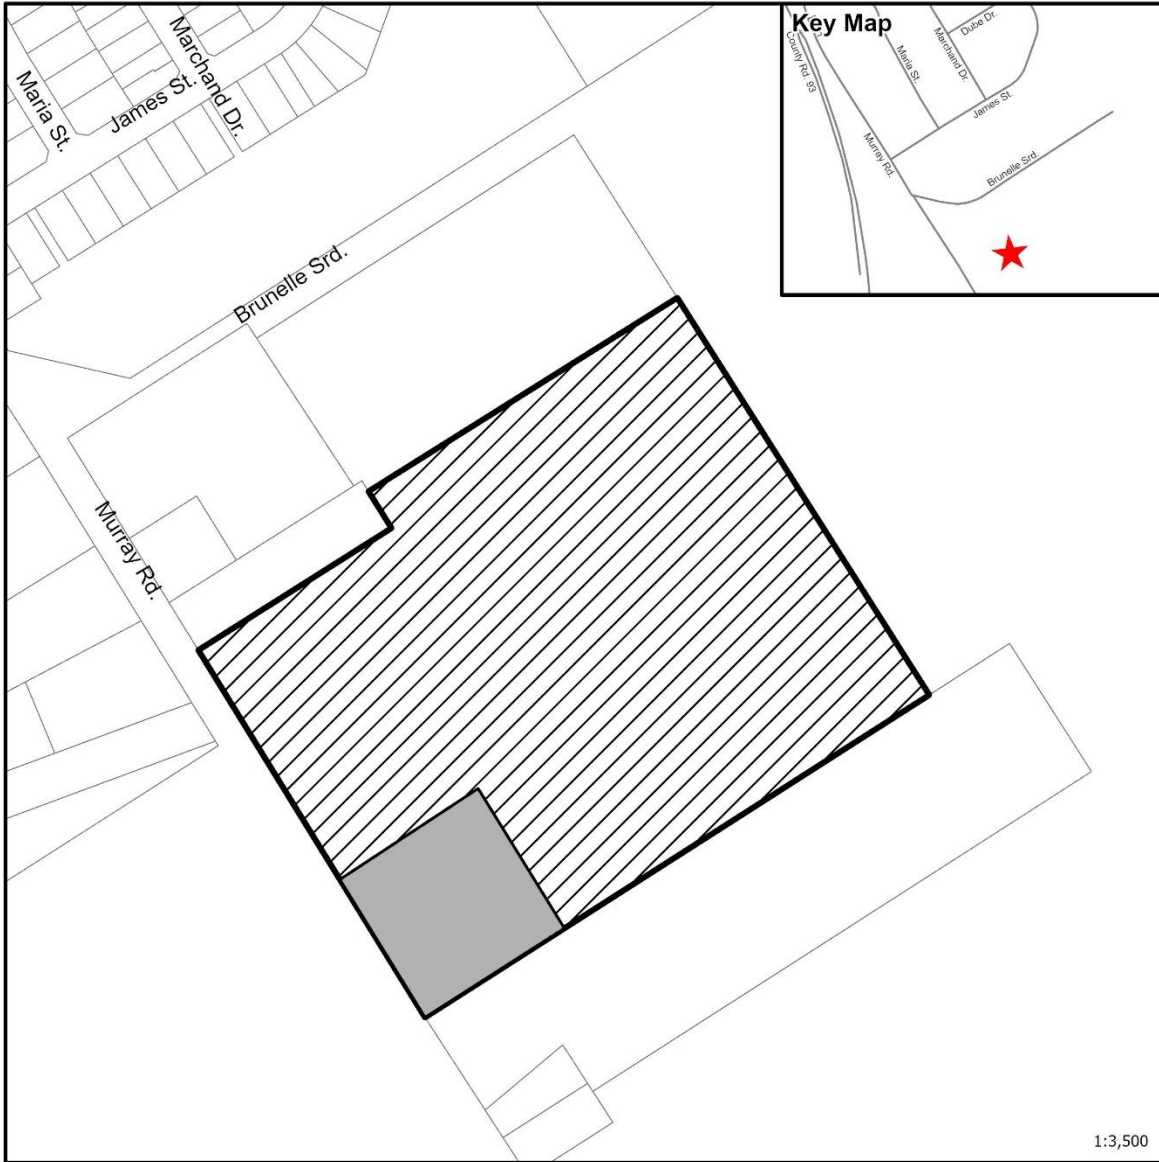 Maria St.
James St.
Marchand Dr.
Brunelle Srd.
Murray Rd.
Key Map
County Rd. 93
Maria St.
Marchand Dr.
Dube Dr.
James St.
Murray Rd.
Brunelle Srd.
1:3,500